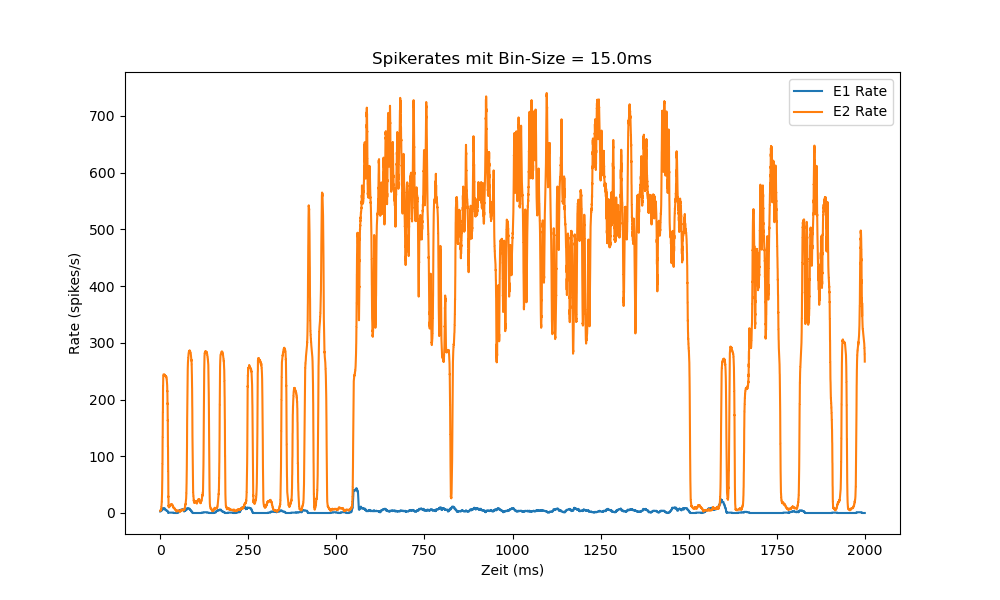 Spikerates mit Bin-Size = 15.0ms
E1 Rate
E2 Rate
700
600
500
400
300
200
100
0
Rate (spikes/s)
0 250 500 750 1000 1250 1500 1750 2000
Zeit (ms)